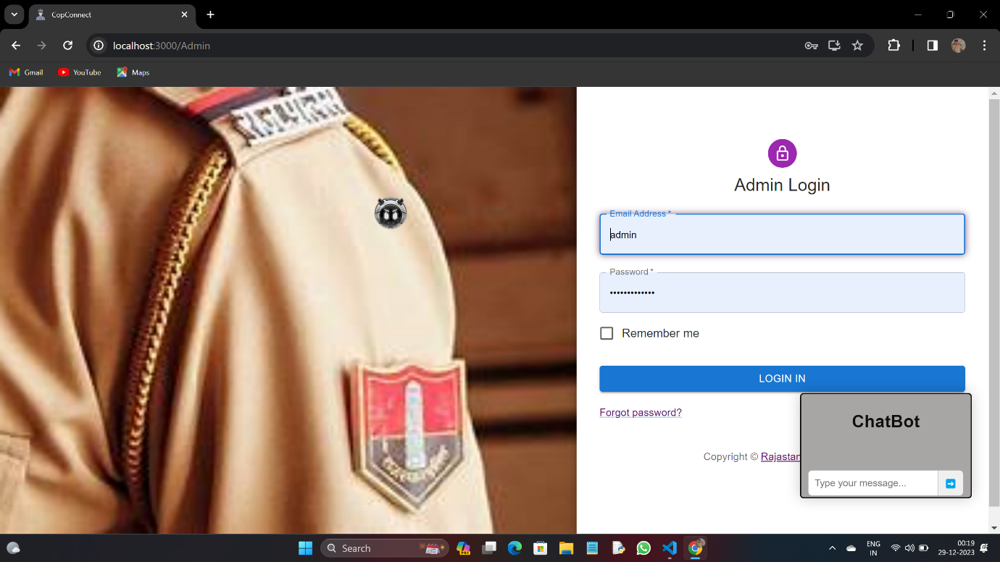 CopConnect
localhost:3000/Admin
Gmail
YouTube
Maps
Admin Login
Email Address *
admin
Password *
•••••••••••••
Remember me
LOGIN IN
Forgot password?
Copyright © Rajastan
ChatBot
Type your message...
Search
ENG
IN
00:19
29-12-2023